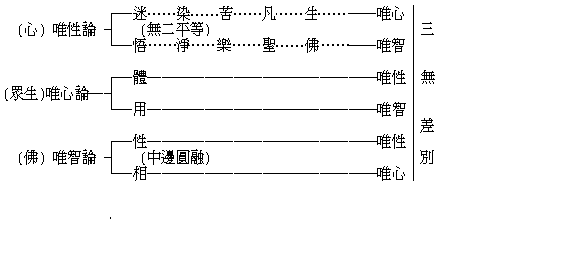 迷⋯⋯染⋯⋯苦⋯⋯凡⋯⋯生⋯⋯唯心
(心) 唯性論 (無二平等)
悟⋯⋯淨⋯⋯樂⋯⋯聖⋯⋯佛⋯⋯唯智
體 唯性
(眾生)唯心論
用 唯智
性 唯性
(佛) 唯智論 (中邊圓融)
相 唯心
三無差別